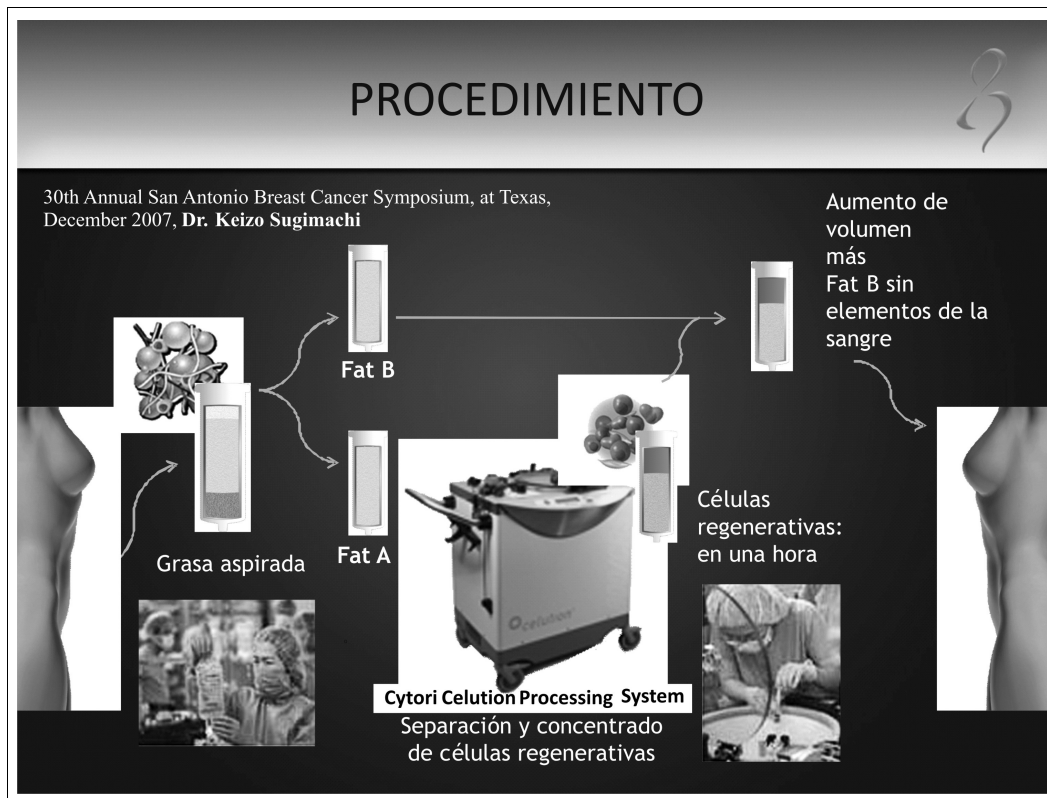 PROCEDIMIENTO
30th Annual San Antonio Breast Cancer Symposium, at Texas,
December 2007, Dr. Keizo Sugimachi
Aumento de
volumen
más
Fat B sin
elementos de la
sangre
Fat B
Grasa aspirada
Fat A
Células
regenerativas:
en una hora
celution
Cytori Celution Processing System
Separación y concentrado
de células regenerativas